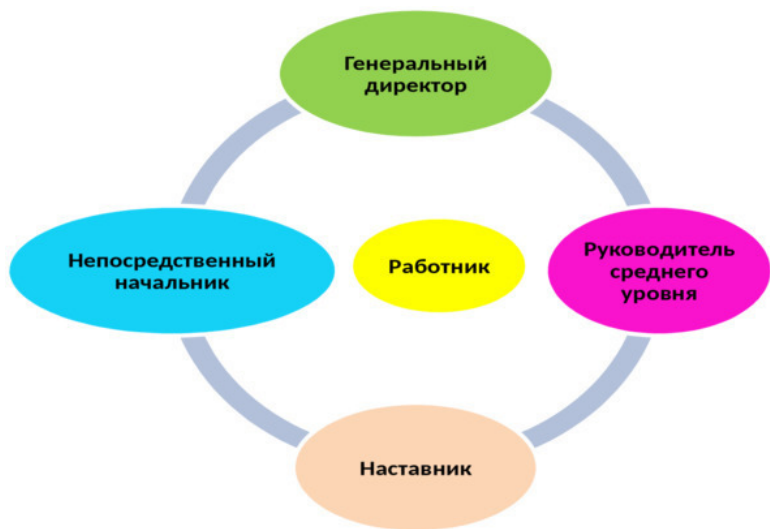 Генеральный
директор
Непосредственный
начальник
Работник
Руководитель
среднего
уровня
Наставник